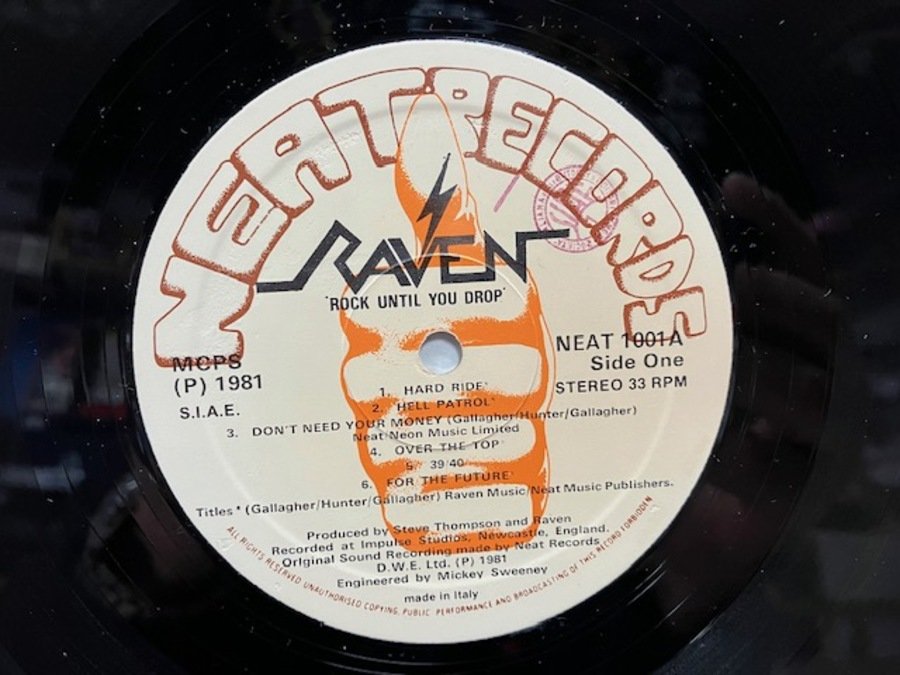 NEAT RECORDS
RAVEN
'ROCK UNTIL YOU DROP'
MCPS
(P) 1981
S.I.A.E.
NEAT 1001A
Side One
STEREO 33 RPM
1. HARD RIDE*
2. HELL PATROL*
3. DON'T NEED YOUR MONEY (Gallagher/Hunter/Gallagher)
Neat/Neon Music Limited
4. OVER THE TOP*
5. 39/40
6. FOR THE FUTURE*
Titles * (Gallagher/Hunter/Gallagher) Raven Music/Neat Music Publishers.
Produced by Steve Thompson and Raven
Recorded at Impulse Studios, Newcastle, England.
Original Sound Recording made by Neat Records
D.W.E. Ltd. (P) 1981
Engineered by Mickey Sweeney
made in Italy
ALL RIGHTS RESERVED UNAUTHORISED COPYING, PUBLIC PERFORMANCE AND BROADCASTING OF THIS RECORD FORBIDDEN